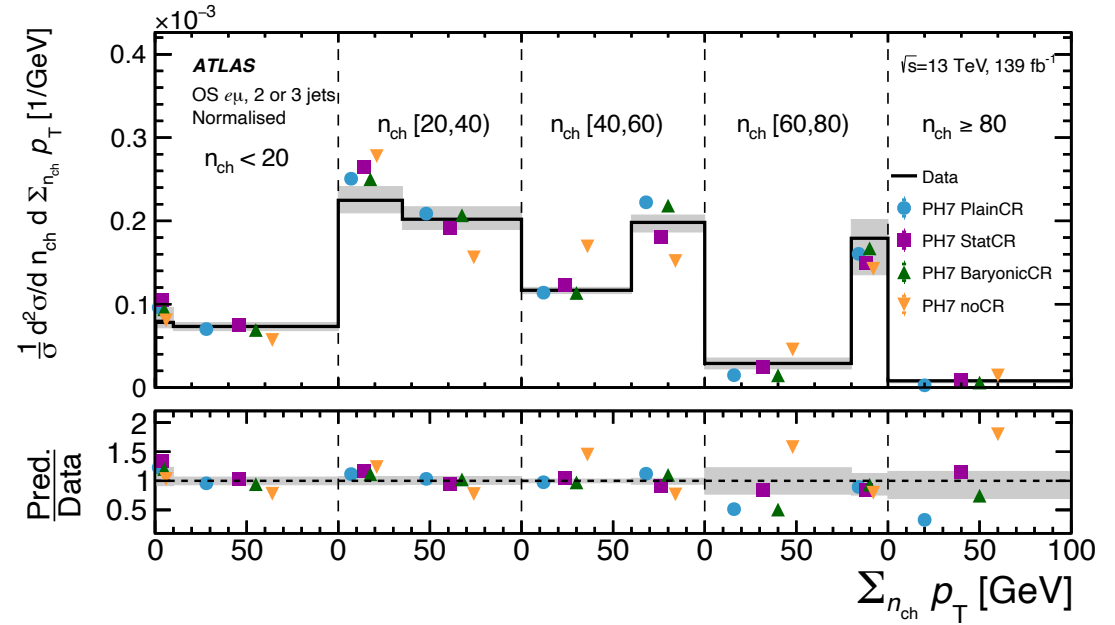 ×10⁻³
1/σ d²σ/d n_ch d Σ_n_ch p_T [1/GeV]
0.4
0.3
0.2
0.1
0
ATLAS
OS eμ, 2 or 3 jets
Normalised
√s=13 TeV, 139 fb⁻¹
n_ch < 20
n_ch [20,40)
n_ch [40,60)
n_ch [60,80)
n_ch ≥ 80
Data
PH7 PlainCR
PH7 StatCR
PH7 BaryonicCR
PH7 noCR
Pred.
Data
2
1.5
1
0.5
0 50 0 50 0 50 0 50 0 50 100
Σ_n_ch p_T [GeV]